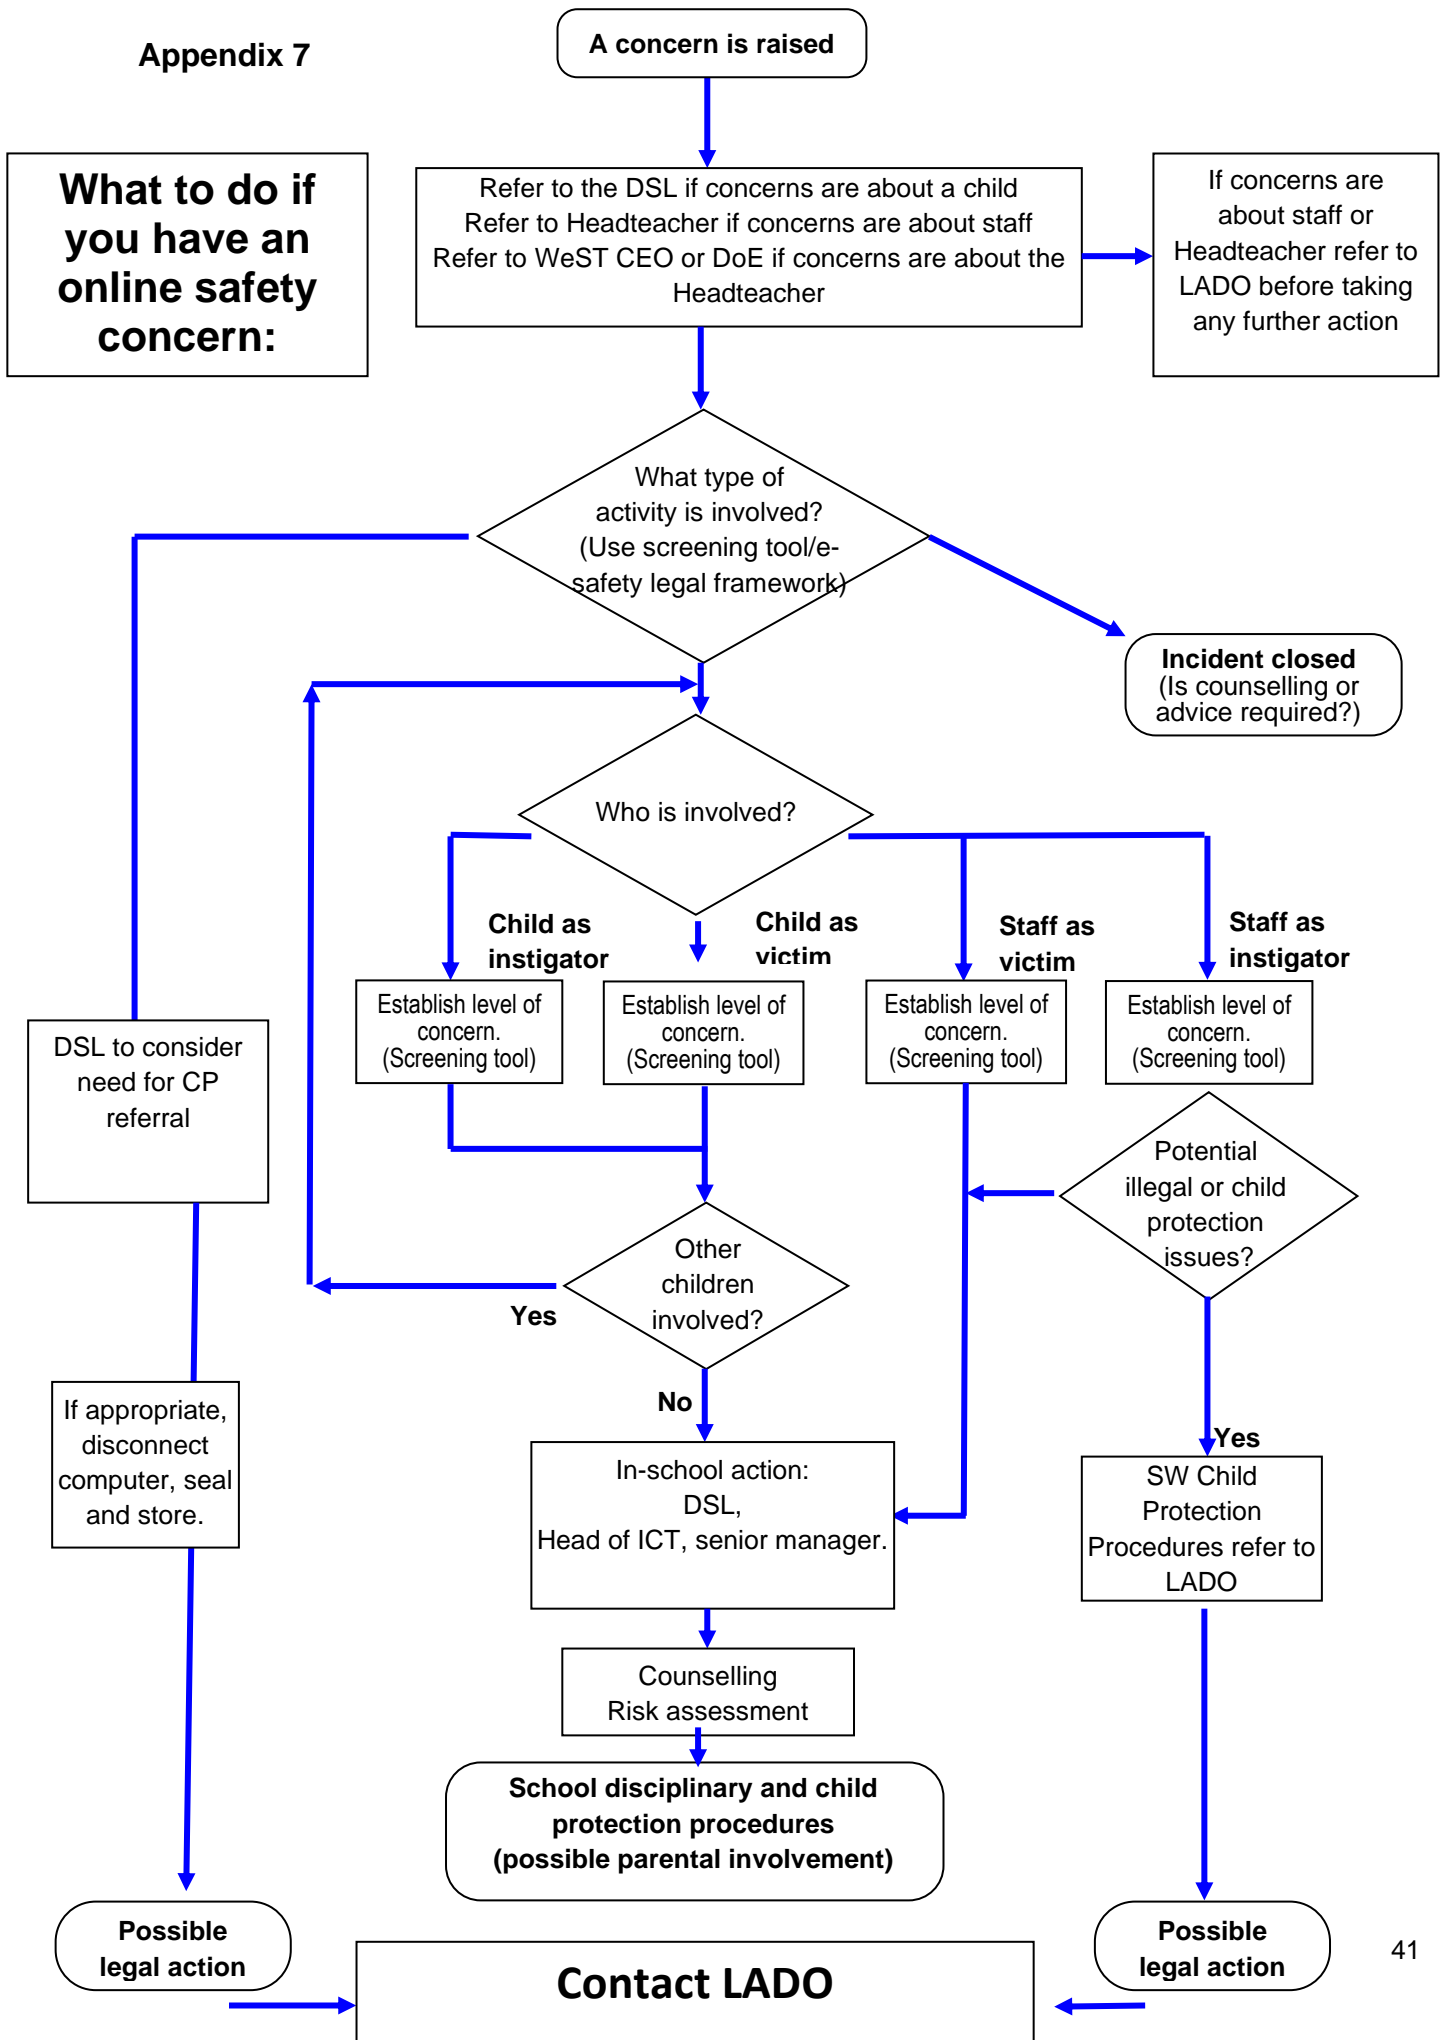 Appendix 7
A concern is raised
What to do if
you have an
online safety
concern:
Refer to the DSL if concerns are about a child
Refer to Headteacher if concerns are about staff
Refer to WeST CEO or DoE if concerns are about the
Headteacher
If concerns are
about staff or
Headteacher refer to
LADO before taking
any further action
What type of
activity is involved?
(Use screening tool/e-
safety legal framework)
Incident closed
(Is counselling or
advice required?)
Who is involved?
Child as
instigator
Child as
victim
Staff as
victim
Staff as
instigator
Establish level of
concern.
(Screening tool)
Establish level of
concern.
(Screening tool)
Establish level of
concern.
(Screening tool)
Establish level of
concern.
(Screening tool)
DSL to consider
need for CP
referral
Potential
illegal or child
protection
issues?
Other
children
involved?
Yes
No
If appropriate,
disconnect
computer, seal
and store.
In-school action:
DSL,
Head of ICT, senior manager.
Yes
SW Child
Protection
Procedures refer to
LADO
Counselling
Risk assessment
School disciplinary and child
protection procedures
(possible parental involvement)
Possible
legal action
Possible
legal action
Contact LADO
41